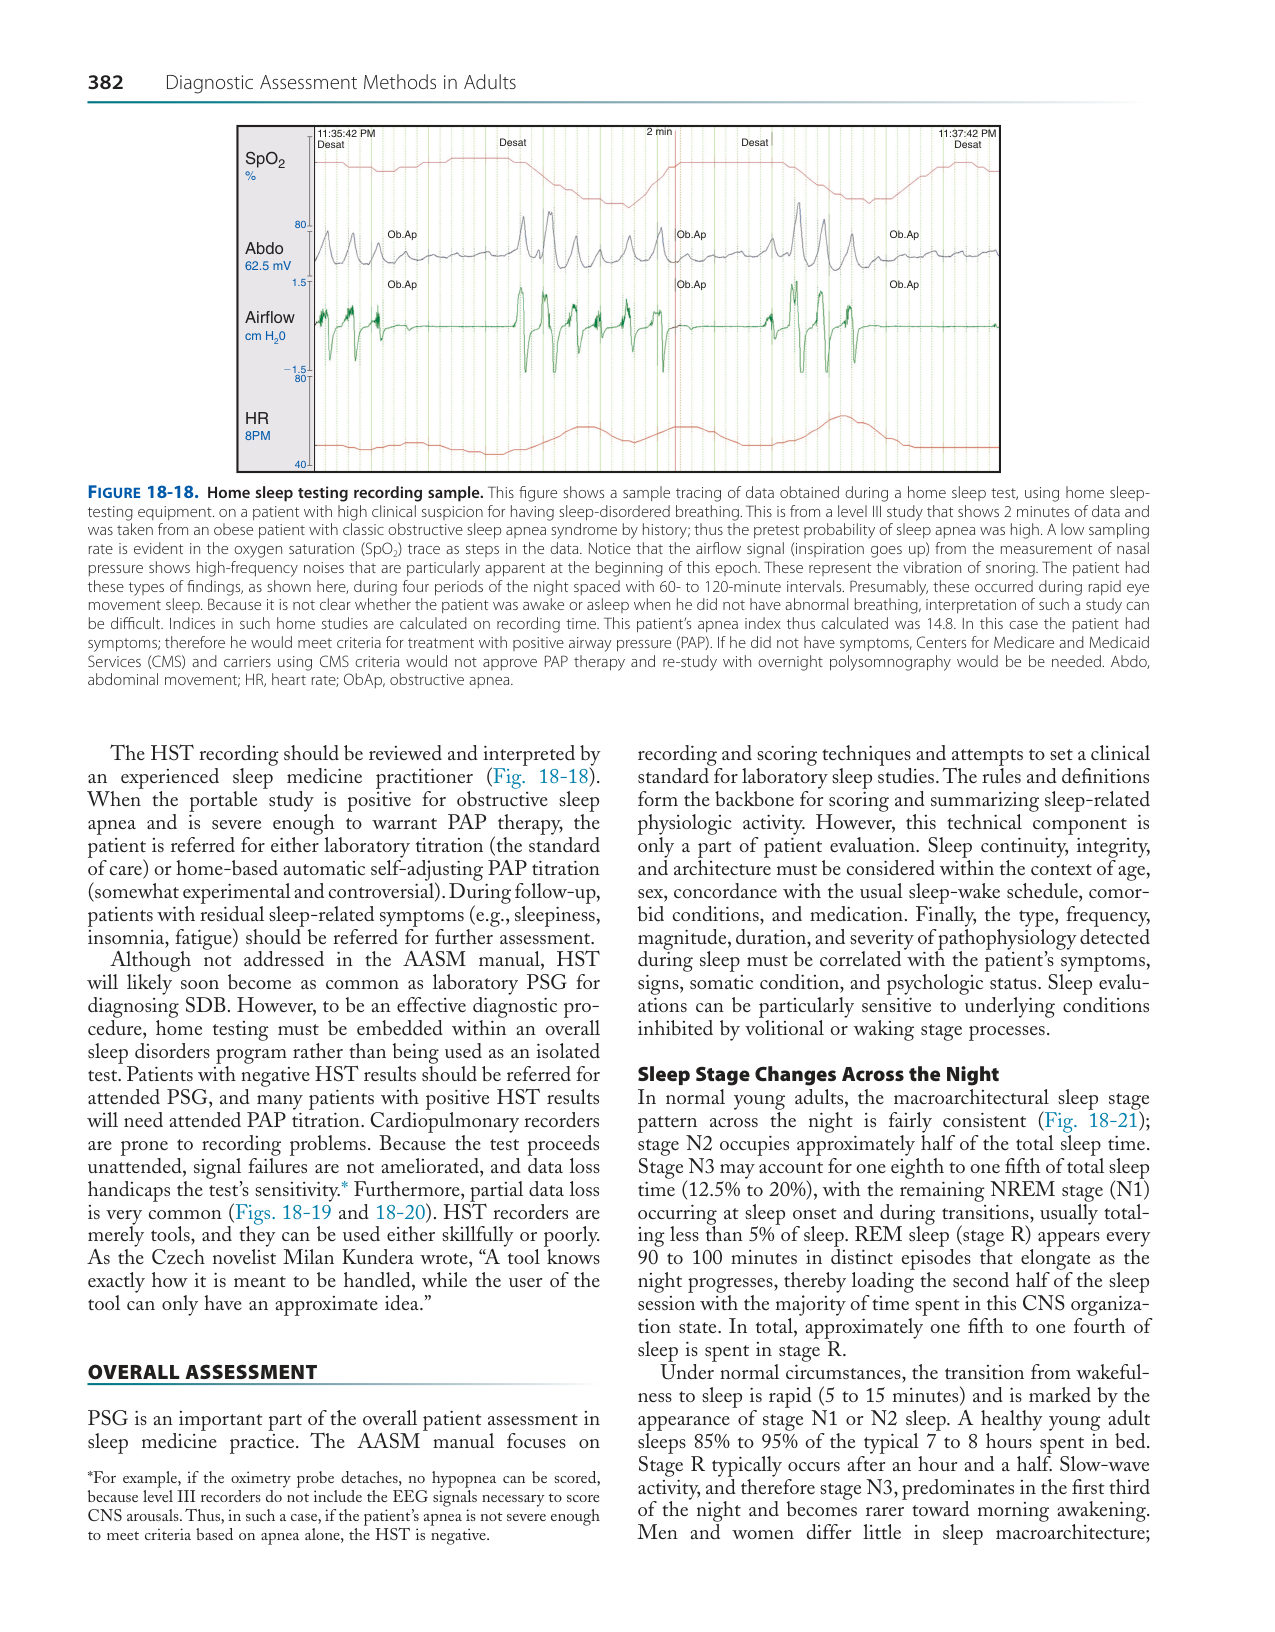 382 Diagnostic Assessment Methods in Adults
11:35:42 PM 2 min 11:37:42 PM
Desat Desat Desat Desat
SpO2
%
80
Ob.Ap Ob.Ap Ob.Ap
Abdo
62.5 mV
1.5
Ob.Ap Ob.Ap Ob.Ap
Airflow
cm H20
−1.5
80
HR
8PM
40
FIGURE 18-18. Home sleep testing recording sample. This figure shows a sample tracing of data obtained during a home sleep test, using home sleep-
testing equipment. on a patient with high clinical suspicion for having sleep-disordered breathing. This is from a level III study that shows 2 minutes of data and
was taken from an obese patient with classic obstructive sleep apnea syndrome by history; thus the pretest probability of sleep apnea was high. A low sampling
rate is evident in the oxygen saturation (SpO2) trace as steps in the data. Notice that the airflow signal (inspiration goes up) from the measurement of nasal
pressure shows high-frequency noises that are particularly apparent at the beginning of this epoch. These represent the vibration of snoring. The patient had
these types of findings, as shown here, during four periods of the night spaced with 60- to 120-minute intervals. Presumably, these occurred during rapid eye
movement sleep. Because it is not clear whether the patient was awake or asleep when he did not have abnormal breathing, interpretation of such a study can
be difficult. Indices in such home studies are calculated on recording time. This patient's apnea index thus calculated was 14.8. In this case the patient had
symptoms; therefore he would meet criteria for treatment with positive airway pressure (PAP). If he did not have symptoms, Centers for Medicare and Medicaid
Services (CMS) and carriers using CMS criteria would not approve PAP therapy and re-study with overnight polysomnography would be be needed. Abdo,
abdominal movement; HR, heart rate; ObAp, obstructive apnea.
The HST recording should be reviewed and interpreted by
an experienced sleep medicine practitioner (Fig. 18-18).
When the portable study is positive for obstructive sleep
apnea and is severe enough to warrant PAP therapy, the
patient is referred for either laboratory titration (the standard
of care) or home-based automatic self-adjusting PAP titration
(somewhat experimental and controversial). During follow-up,
patients with residual sleep-related symptoms (e.g., sleepiness,
insomnia, fatigue) should be referred for further assessment.
Although not addressed in the AASM manual, HST
will likely soon become as common as laboratory PSG for
diagnosing SDB. However, to be an effective diagnostic pro-
cedure, home testing must be embedded within an overall
sleep disorders program rather than being used as an isolated
test. Patients with negative HST results should be referred for
attended PSG, and many patients with positive HST results
will need attended PAP titration. Cardiopulmonary recorders
are prone to recording problems. Because the test proceeds
unattended, signal failures are not ameliorated, and data loss
handicaps the test's sensitivity.* Furthermore, partial data loss
is very common (Figs. 18-19 and 18-20). HST recorders are
merely tools, and they can be used either skillfully or poorly.
As the Czech novelist Milan Kundera wrote, “A tool knows
exactly how it is meant to be handled, while the user of the
tool can only have an approximate idea.”
OVERALL ASSESSMENT
PSG is an important part of the overall patient assessment in
sleep medicine practice. The AASM manual focuses on
*For example, if the oximetry probe detaches, no hypopnea can be scored,
because level III recorders do not include the EEG signals necessary to score
CNS arousals. Thus, in such a case, if the patient's apnea is not severe enough
to meet criteria based on apnea alone, the HST is negative.
recording and scoring techniques and attempts to set a clinical
standard for laboratory sleep studies. The rules and definitions
form the backbone for scoring and summarizing sleep-related
physiologic activity. However, this technical component is
only a part of patient evaluation. Sleep continuity, integrity,
and architecture must be considered within the context of age,
sex, concordance with the usual sleep-wake schedule, comor-
bid conditions, and medication. Finally, the type, frequency,
magnitude, duration, and severity of pathophysiology detected
during sleep must be correlated with the patient's symptoms,
signs, somatic condition, and psychologic status. Sleep evalu-
ations can be particularly sensitive to underlying conditions
inhibited by volitional or waking stage processes.
Sleep Stage Changes Across the Night
In normal young adults, the macroarchitectural sleep stage
pattern across the night is fairly consistent (Fig. 18-21);
stage N2 occupies approximately half of the total sleep time.
Stage N3 may account for one eighth to one fifth of total sleep
time (12.5% to 20%), with the remaining NREM stage (N1)
occurring at sleep onset and during transitions, usually total-
ing less than 5% of sleep. REM sleep (stage R) appears every
90 to 100 minutes in distinct episodes that elongate as the
night progresses, thereby loading the second half of the sleep
session with the majority of time spent in this CNS organiza-
tion state. In total, approximately one fifth to one fourth of
sleep is spent in stage R.
Under normal circumstances, the transition from wakeful-
ness to sleep is rapid (5 to 15 minutes) and is marked by the
appearance of stage N1 or N2 sleep. A healthy young adult
sleeps 85% to 95% of the typical 7 to 8 hours spent in bed.
Stage R typically occurs after an hour and a half. Slow-wave
activity, and therefore stage N3, predominates in the first third
of the night and becomes rarer toward morning awakening.
Men and women differ little in sleep macroarchitecture;